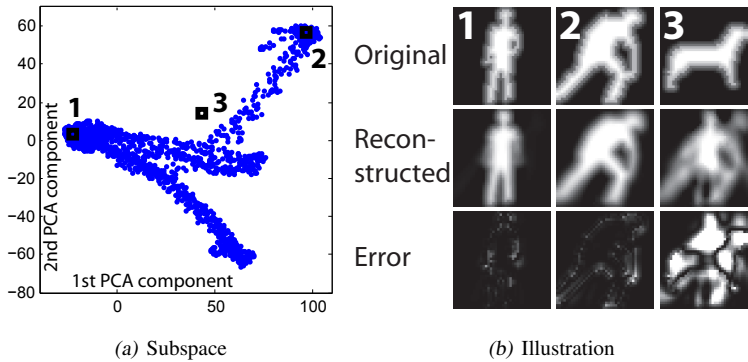 60
40
20
0
−20
−40
−60
−80
0
50
100
1
2
3
2nd PCA component
1st PCA component
(a) Subspace
Original
Recon-
structed
Error
1
2
3
(b) Illustration